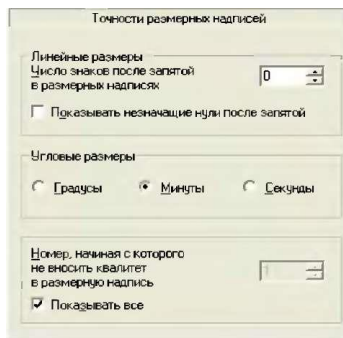 Точности размерных надписей
Линейные размеры
Число знаков после запятой
в размерных надписях
0
Показывать незначащие нули после запятой
Угловые размеры
Градусы
Минуты
Секунды
Номер, начиная с которого
не вносить квалитет
в размерную надпись
1
Показывать все